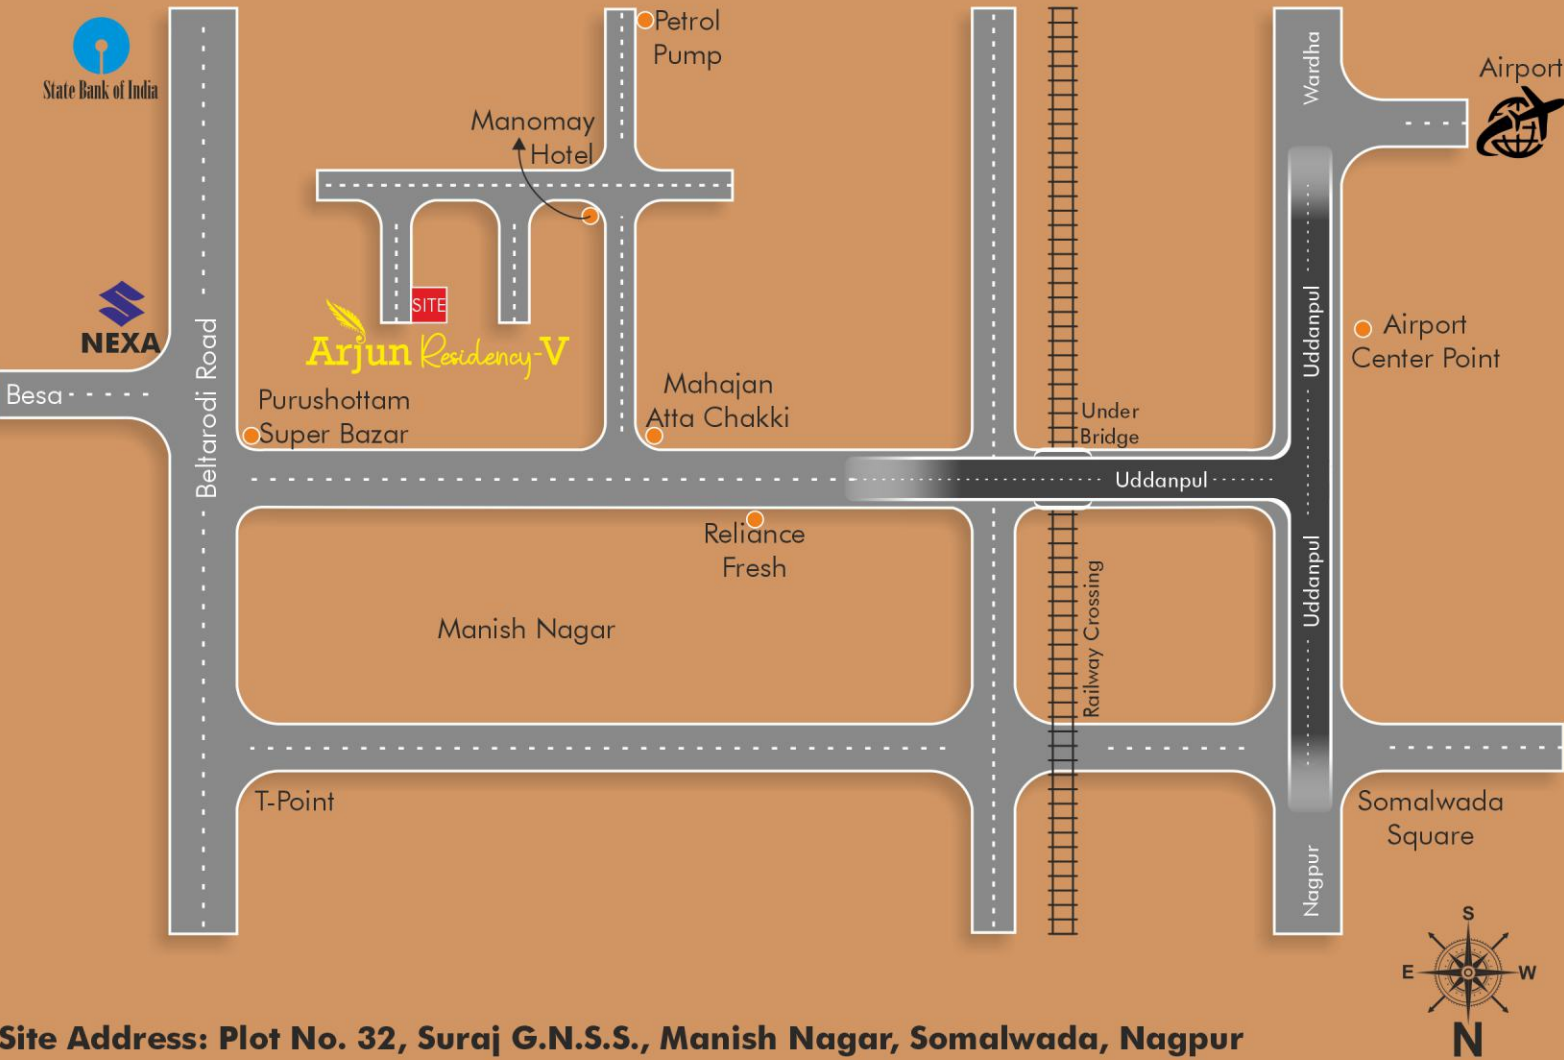 Petrol
Pump
State Bank of India
Wardha
Airport
Manomay
Hotel
SITE
NEXA
Arjun Residency-V
Besa
Beltarodi Road
Purushottam
Super Bazar
Mahajan
Atta Chakki
Under
Bridge
Uddanpul
Airport
Center Point
Uddanpul
Reliance
Fresh
Uddanpul
Manish Nagar
Railway Crossing
T-Point
Somalwada
Square
Nagpur
S
E
W
N
Site Address: Plot No. 32, Suraj G.N.S.S., Manish Nagar, Somalwada, Nagpur